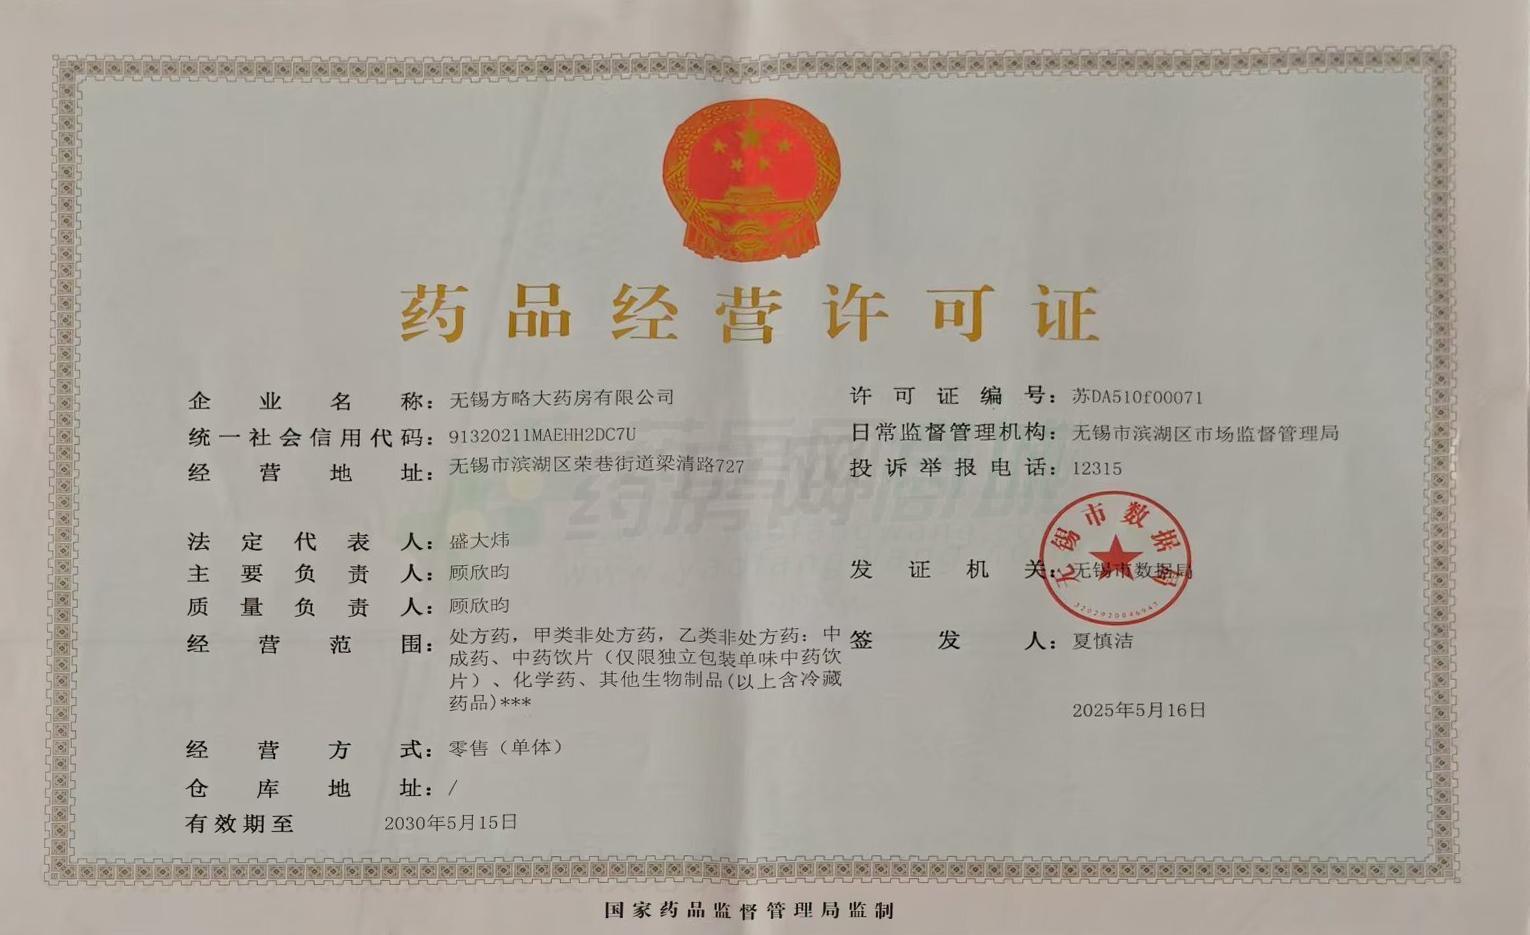 药品经营许可证
企业名称：无锡方略大药房有限公司
统一社会信用代码：91320211MAEHH2DC7U
经营地址：无锡市滨湖区荣巷街道梁清路727
法定代表人：盛大炜
主要负责人：顾欣昀
质量负责人：顾欣昀
经营范围：处方药，甲类非处方药，乙类非处方药：中
成药、中药饮片（仅限独立包装单味中药饮
片）、化学药、其他生物制品(以上含冷藏
药品)***
经营方式：零售（单体）
仓库地址：/
有效期至 2030年5月15日
许可证编号：苏DA510f00071
日常监督管理机构：无锡市滨湖区市场监督管理局
投诉举报电话：12315
发证机关：无锡市数据局
无锡市数据局
3202020046947
签发人：夏慎洁
2025年5月16日
药房网商城
国家药品监督管理局监制